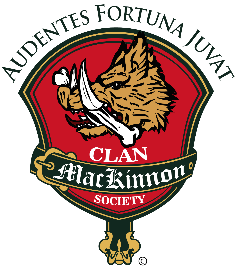 Audentes Fortuna Juvat
CLAN
MacKinnon
SOCIETY
©